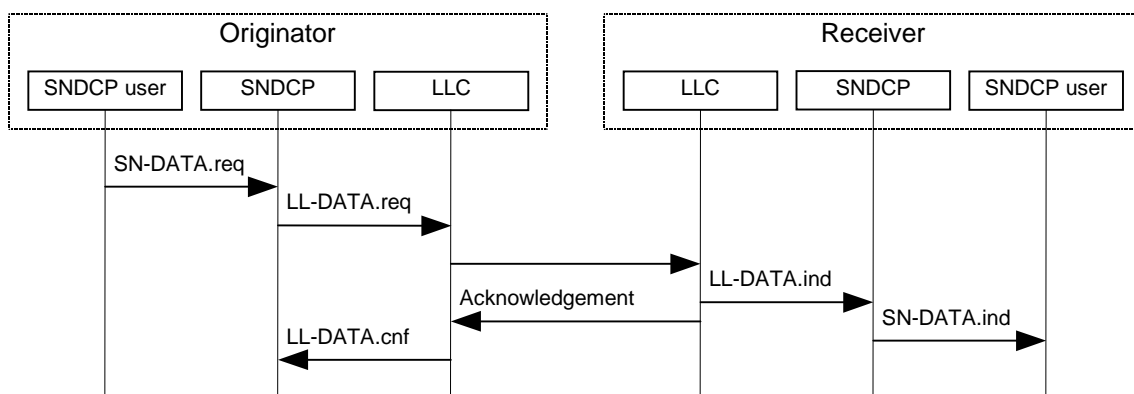 Originator
Receiver
SNDCP user
SNDCP
LLC
LLC
SNDCP
SNDCP user
SN-DATA.req
LL-DATA.req
LL-DATA.ind
Acknowledgement
SN-DATA.ind
LL-DATA.cnf